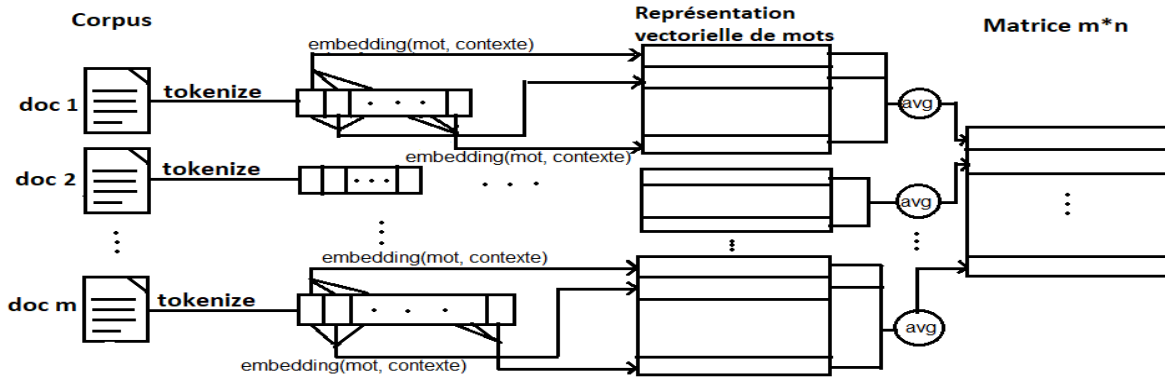 Corpus
Représentation
vectorielle de mots
Matrice m*n
embedding(mot, contexte)
doc 1
tokenize
avg
embedding(mot, contexte)
doc 2
tokenize
avg
embedding(mot, contexte)
doc m
tokenize
avg
embedding(mot, contexte)